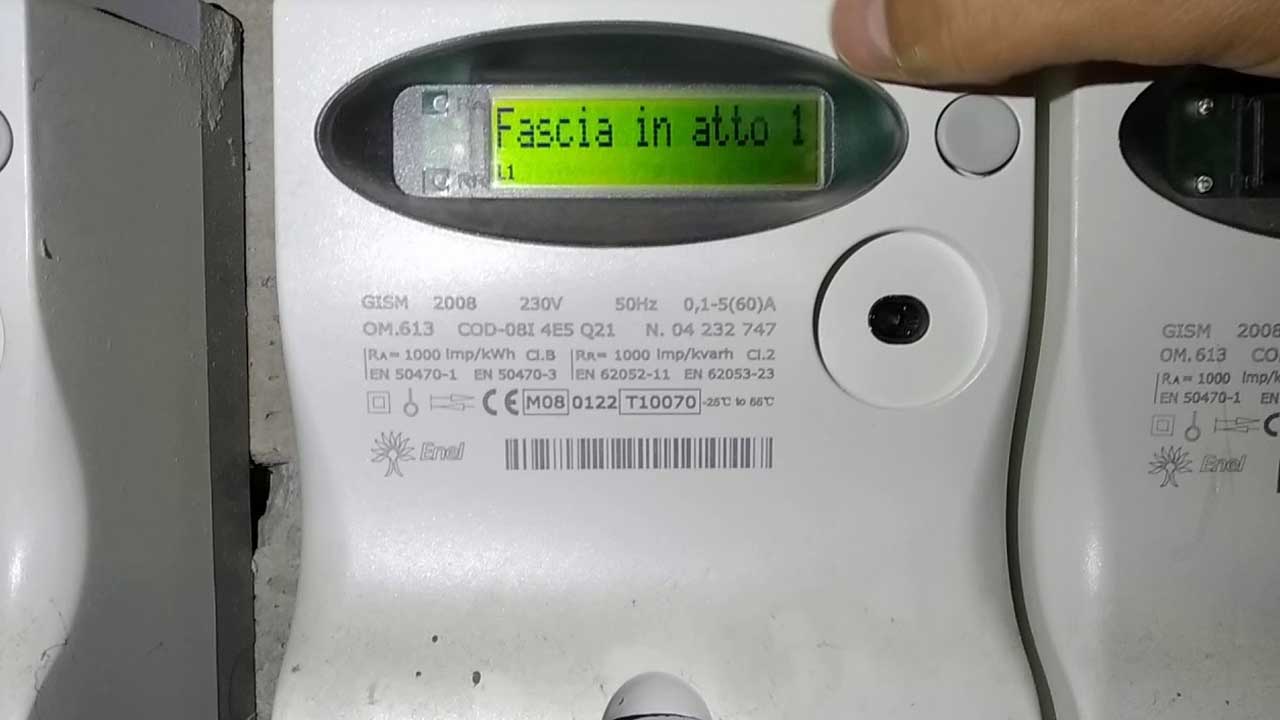 Fascia in atto 1
L1
GISM 2008 230V 50Hz 0,1-5(60)A
OM.613 COD-08I 4E5 Q21 N. 04 232 747
RA= 1000 imp/kWh Cl.B RR= 1000 imp/kvarh Cl.2
EN 50470-1 EN 50470-3 EN 62052-11 EN 62053-23
CE M08 0122 T10070 -25°C to 55°C
Enel
GISM 2008
OM.613
RA= 1000 imp/k
EN 50470-1 EN
Enel